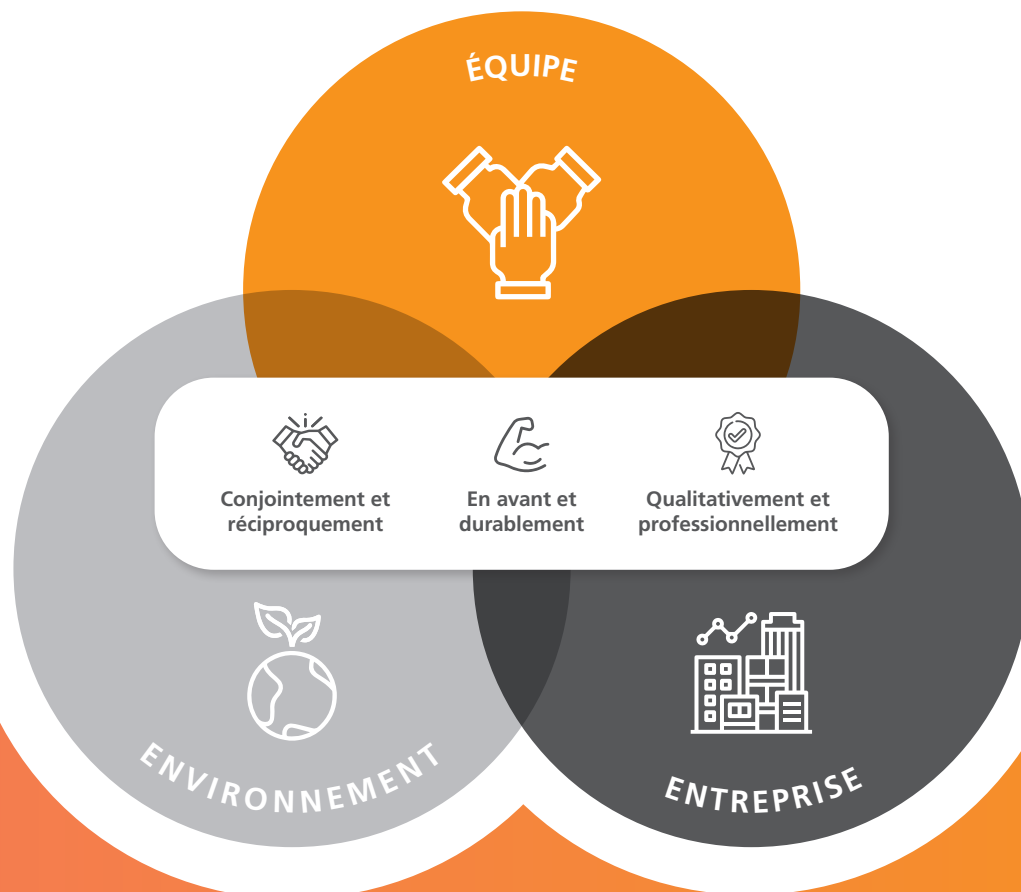 ÉQUIPE
Conjointement et
réciproquement
En avant et
durablement
Qualitativement et
professionnellement
ENVIRONNEMENT
ENTREPRISE